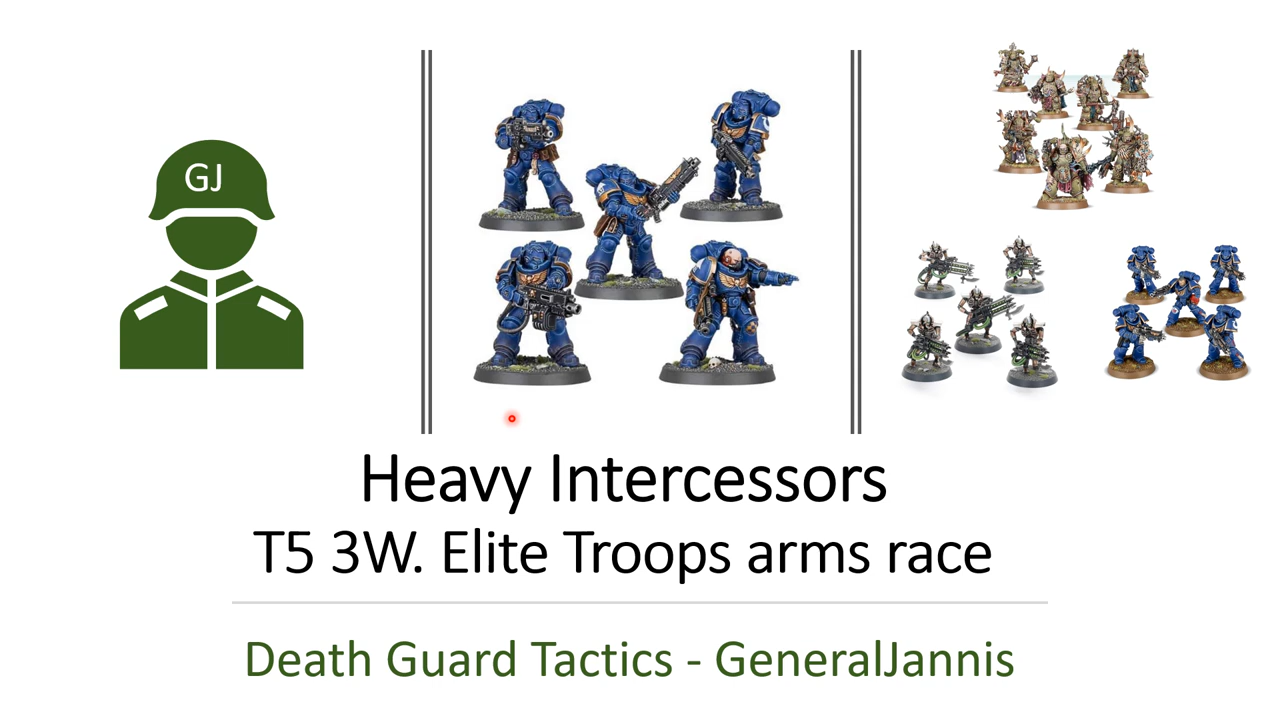 GJ
Heavy Intercessors
T5 3W. Elite Troops arms race
Death Guard Tactics - GeneralJannis